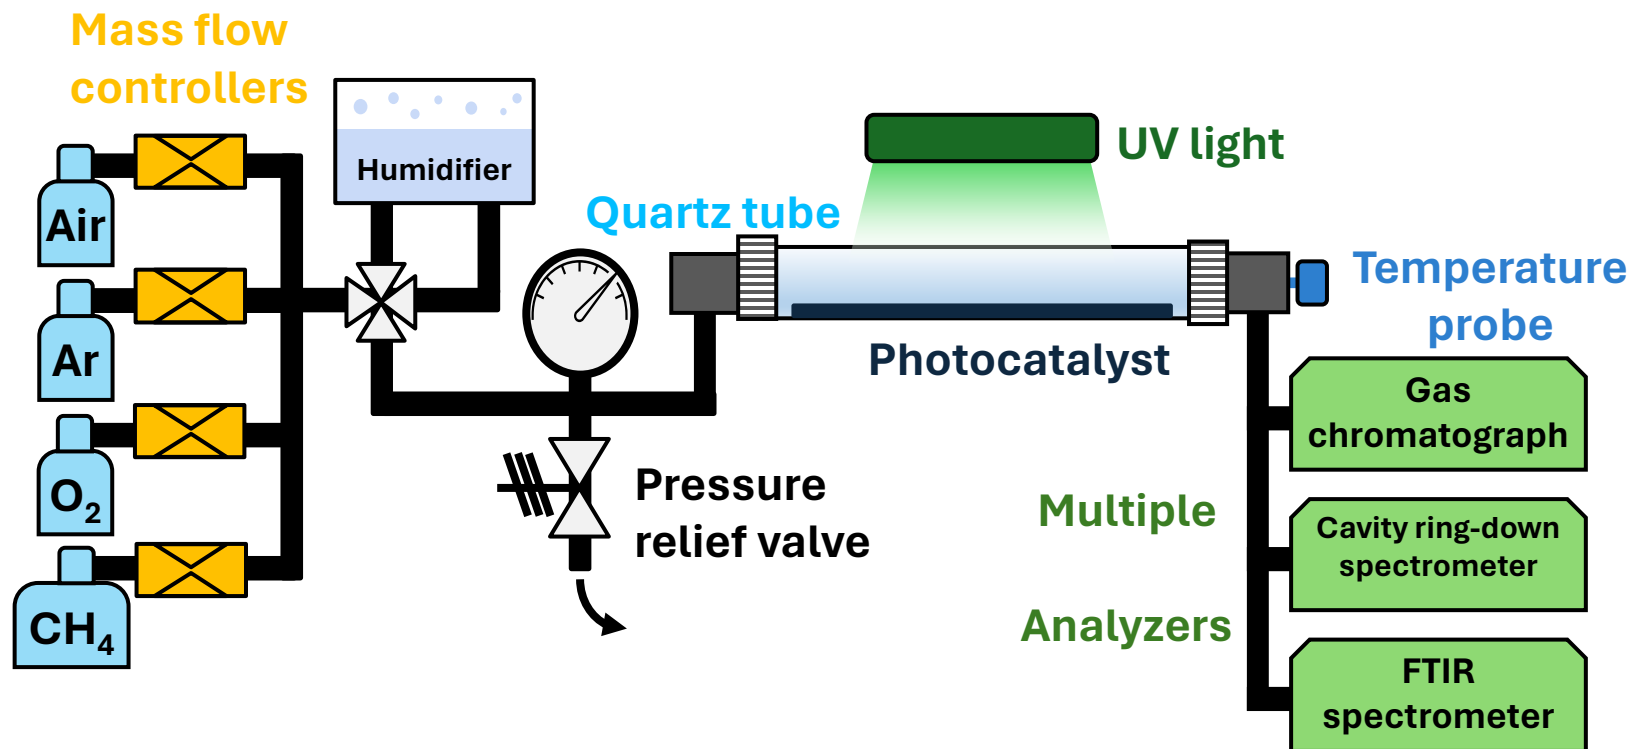 Mass flow
controllers
Air
Ar
O₂
CH₄
Humidifier
Quartz tube
UV light
Photocatalyst
Temperature
probe
Pressure
relief valve
Multiple
Analyzers
Gas
chromatograph
Cavity ring-down
spectrometer
FTIR
spectrometer